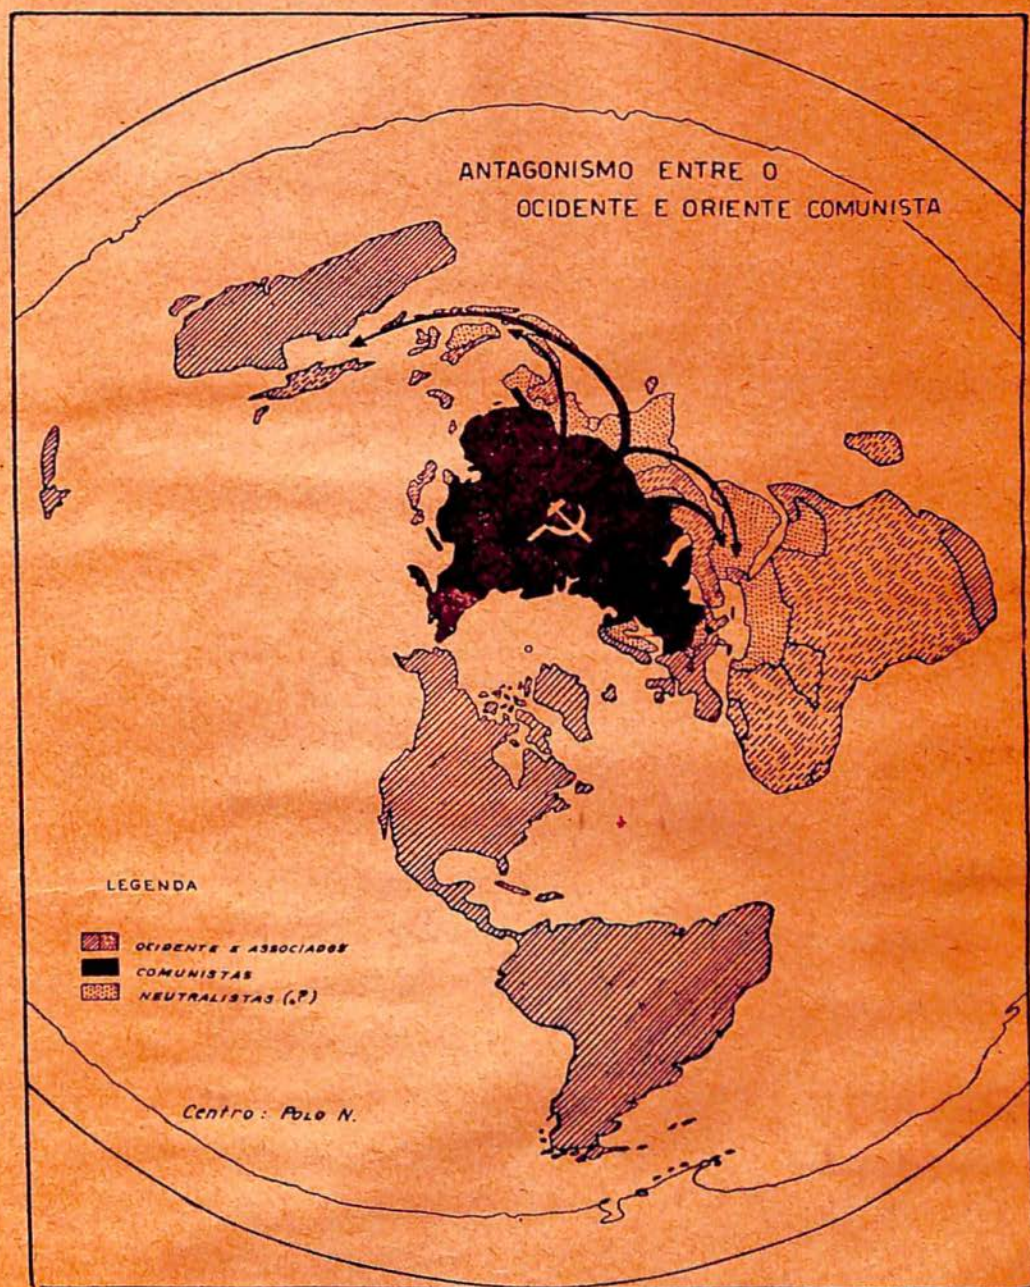 ANTAGONISMO ENTRE O
OCIDENTE E ORIENTE COMUNISTA
LEGENDA
OCIDENTE E ASSOCIADOS
COMUNISTAS
NEUTRALISTAS
Centro: POLO N.